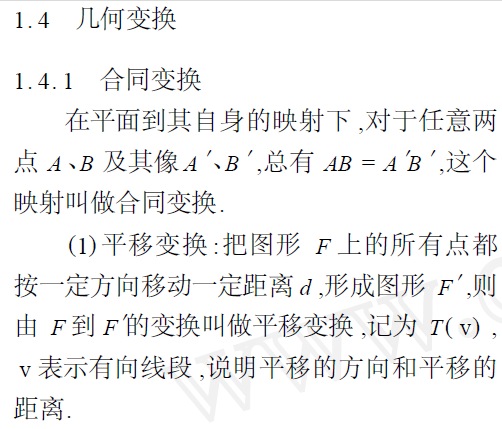 1.4 几何变换
1.4.1 合同变换
在平面到其自身的映射下,对于任意两
点 A、B 及其像 A′、B′,总有 AB = A′B′,这个
映射叫做合同变换.
(1)平移变换:把图形 F 上的所有点都
按一定方向移动一定距离 d,形成图形 F′,则
由 F 到 F′的变换叫做平移变换,记为 T(v),
v 表示有向线段,说明平移的方向和平移的
距离.